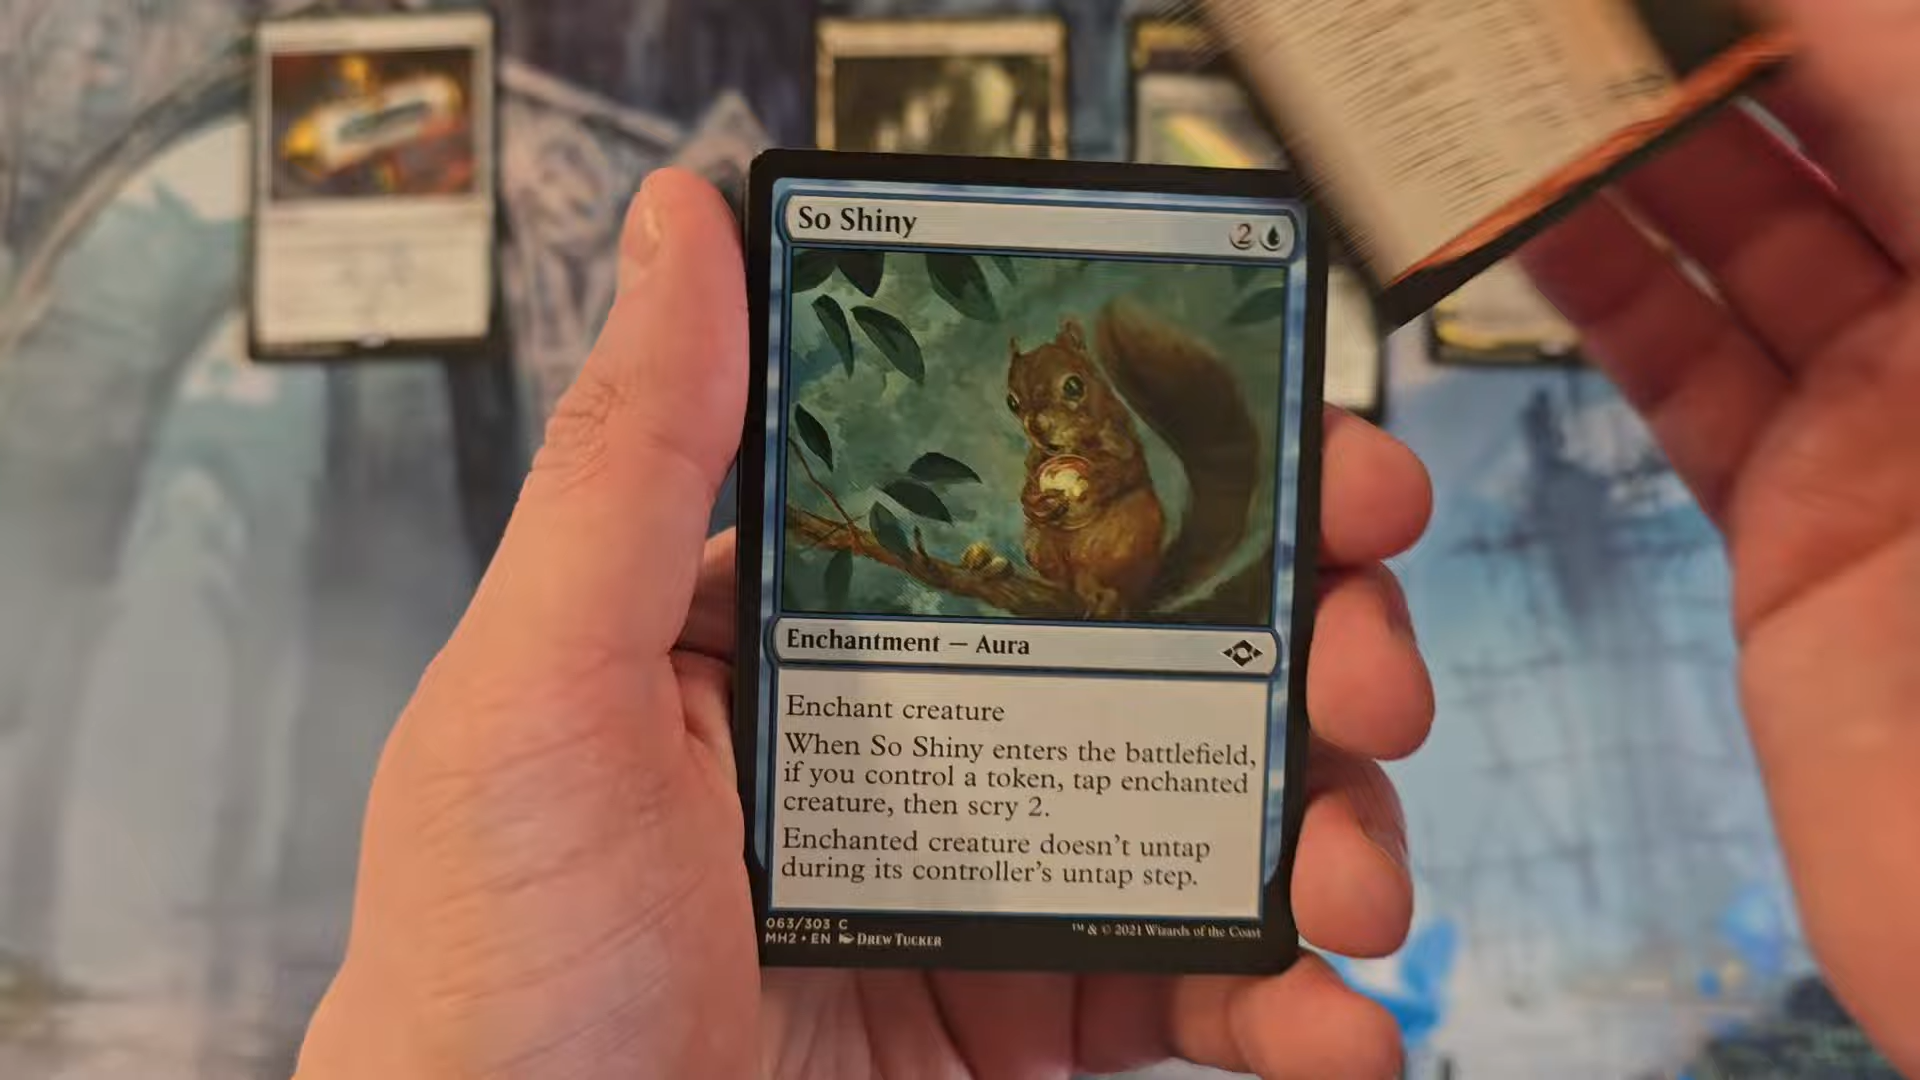 So Shiny 2
Enchantment — Aura
Enchant creature
When So Shiny enters the battlefield,
if you control a token, tap enchanted
creature, then scry 2.
Enchanted creature doesn't untap
during its controller's untap step.
063/303 C
MH2 • EN DREW TUCKER
™ & © 2021 Wizards of the Coast